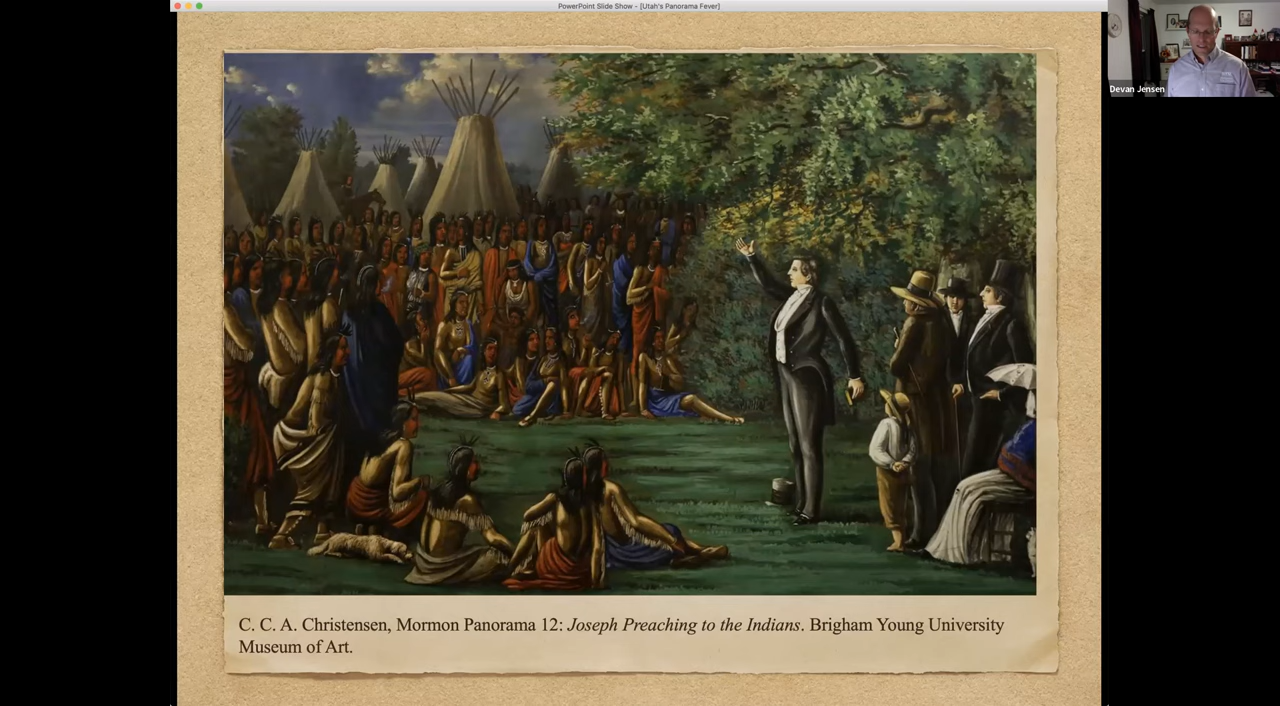 PowerPoint Slide Show - [Utah's Panorama Fever]
Devan Jensen
C. C. A. Christensen, Mormon Panorama 12: Joseph Preaching to the Indians. Brigham Young University
Museum of Art.